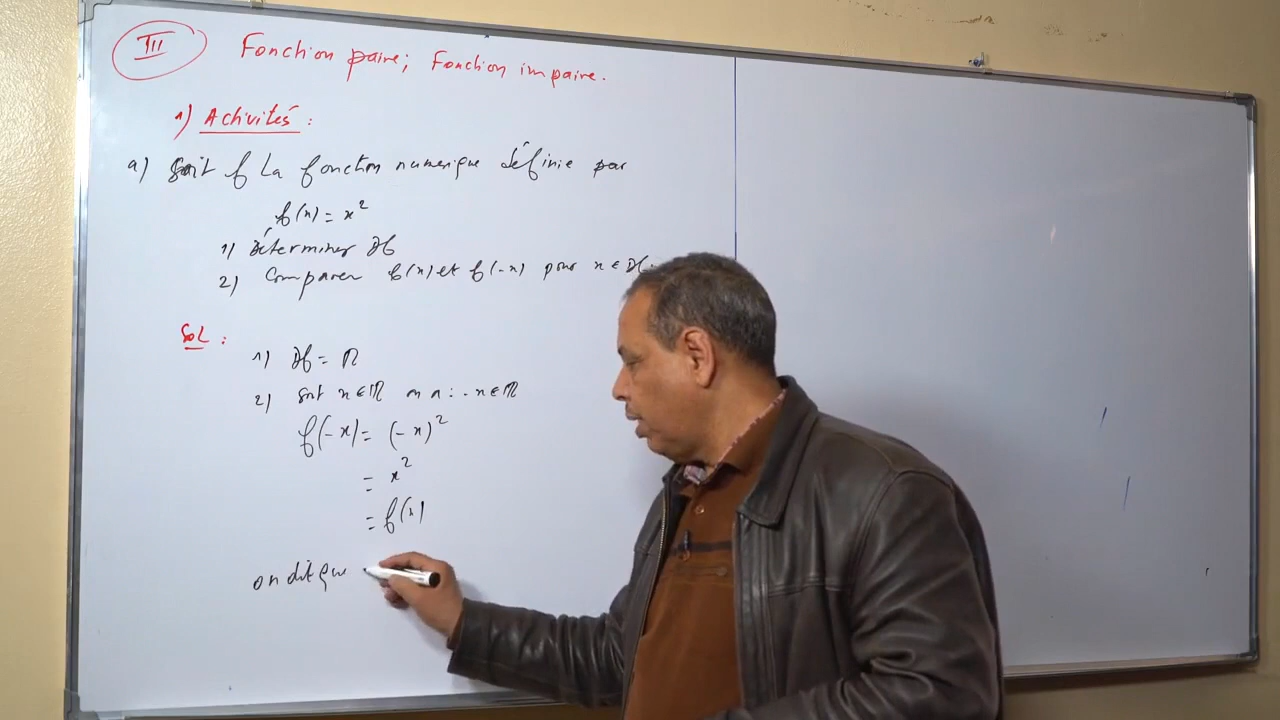 III Fonction paire; Fonction impaire.
1) Activités :
a) Soit f La fonction numérique définie par
f(x) = x²
1) Déterminer Df
2) Comparer f(x) et f(-x) pour x ∈ Df.
Sol :
1) Df = ℝ
2) Soit x ∈ ℝ on a : -x ∈ ℝ
f(-x) = (-x)²
= x²
= f(x)
on dit que